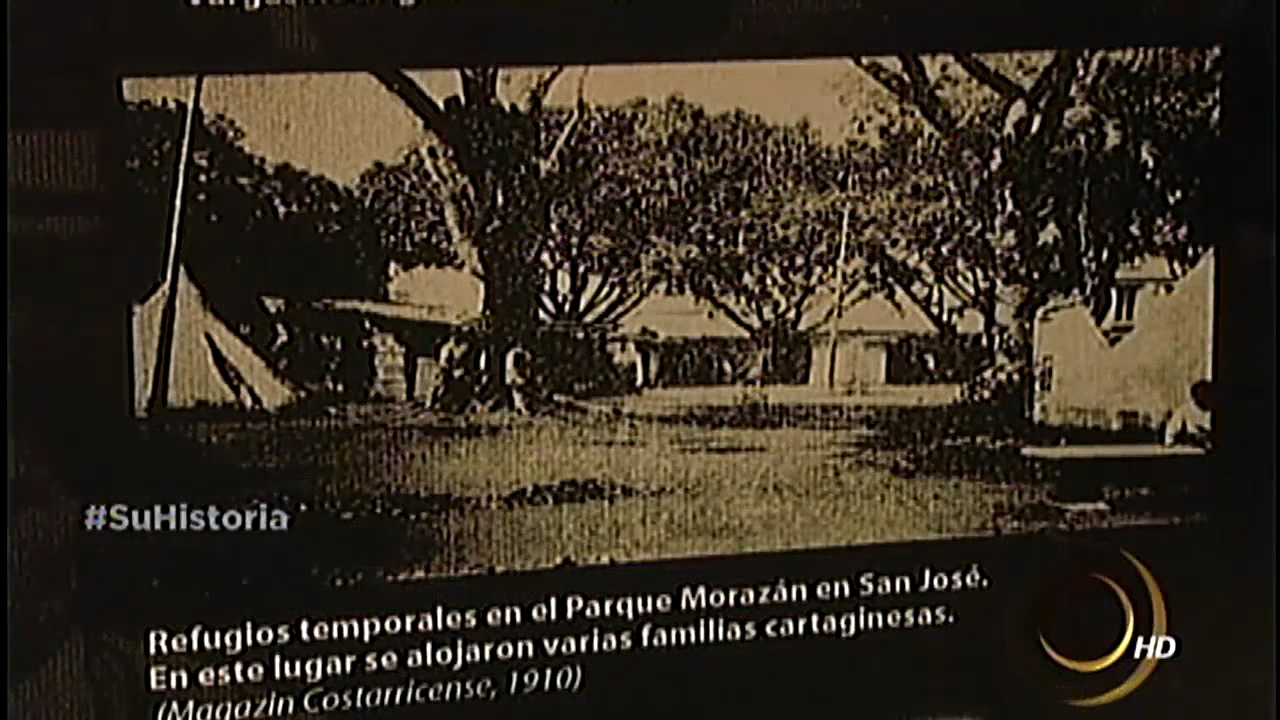 #SuHistoria
Refugios temporales en el Parque Morazán en San José.
En este lugar se alojaron varias familias cartaginesas.
(Magazin Costarricense, 1910)
HD